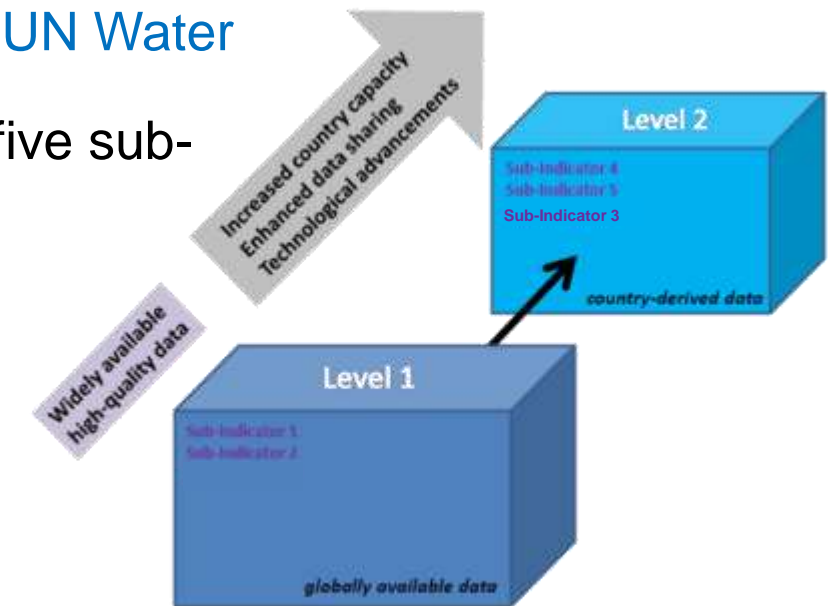 UN Water
five sub-
Increased country capacity
Enhanced data sharing
Technological advancements
Widely available
high-quality data
Level 2
Sub-Indicator 4
Sub-Indicator 5
Sub-Indicator 3
country-derived data
Level 1
Sub-Indicator 1
Sub-Indicator 2
globally available data